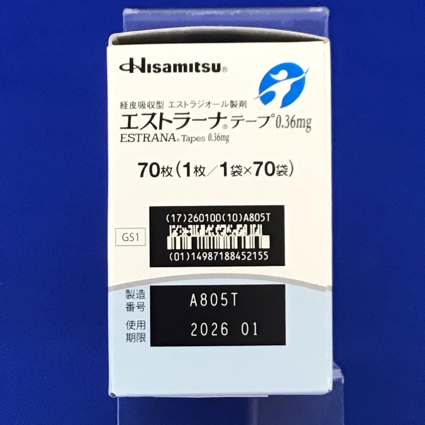 Hisamitsu®
経皮吸収型 エストラジオール製剤
エストラーナ®テープ0.36mg
ESTRANA® Tapes 0.36mg
70枚(1枚/1袋×70袋)
(17)260100(10)A805T
GS1
(01)14987188452155
製造番号 A805T
使用期限 2026 01